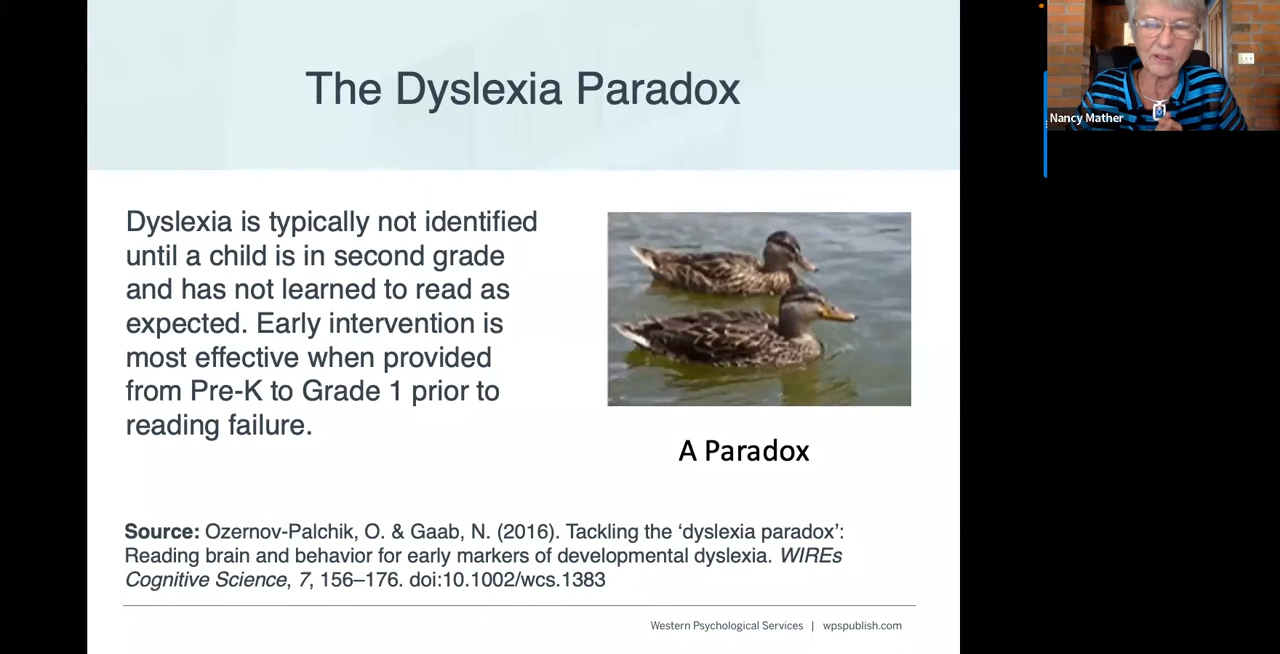 The Dyslexia Paradox
Nancy Mather
Dyslexia is typically not identified
until a child is in second grade
and has not learned to read as
expected. Early intervention is
most effective when provided
from Pre-K to Grade 1 prior to
reading failure.
A Paradox
Source: Ozernov-Palchik, O. & Gaab, N. (2016). Tackling the ‘dyslexia paradox’:
Reading brain and behavior for early markers of developmental dyslexia. WIREs
Cognitive Science, 7, 156–176. doi:10.1002/wcs.1383
Western Psychological Services | wpspublish.com